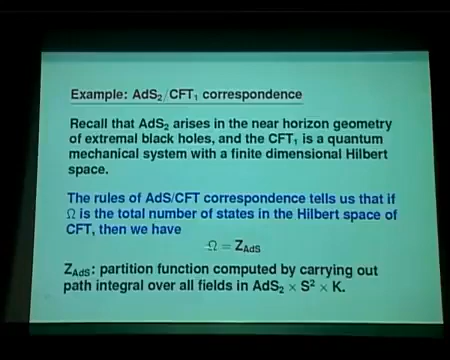 Example: AdS₂/CFT₁ correspondence
Recall that AdS₂ arises in the near horizon geometry
of extremal black holes, and the CFT₁ is a quantum
mechanical system with a finite dimensional Hilbert
space.
The rules of AdS/CFT correspondence tells us that if
Ω is the total number of states in the Hilbert space of
CFT, then we have
Ω = Z_AdS
Z_AdS: partition function computed by carrying out
path integral over all fields in AdS₂ × S² × K.